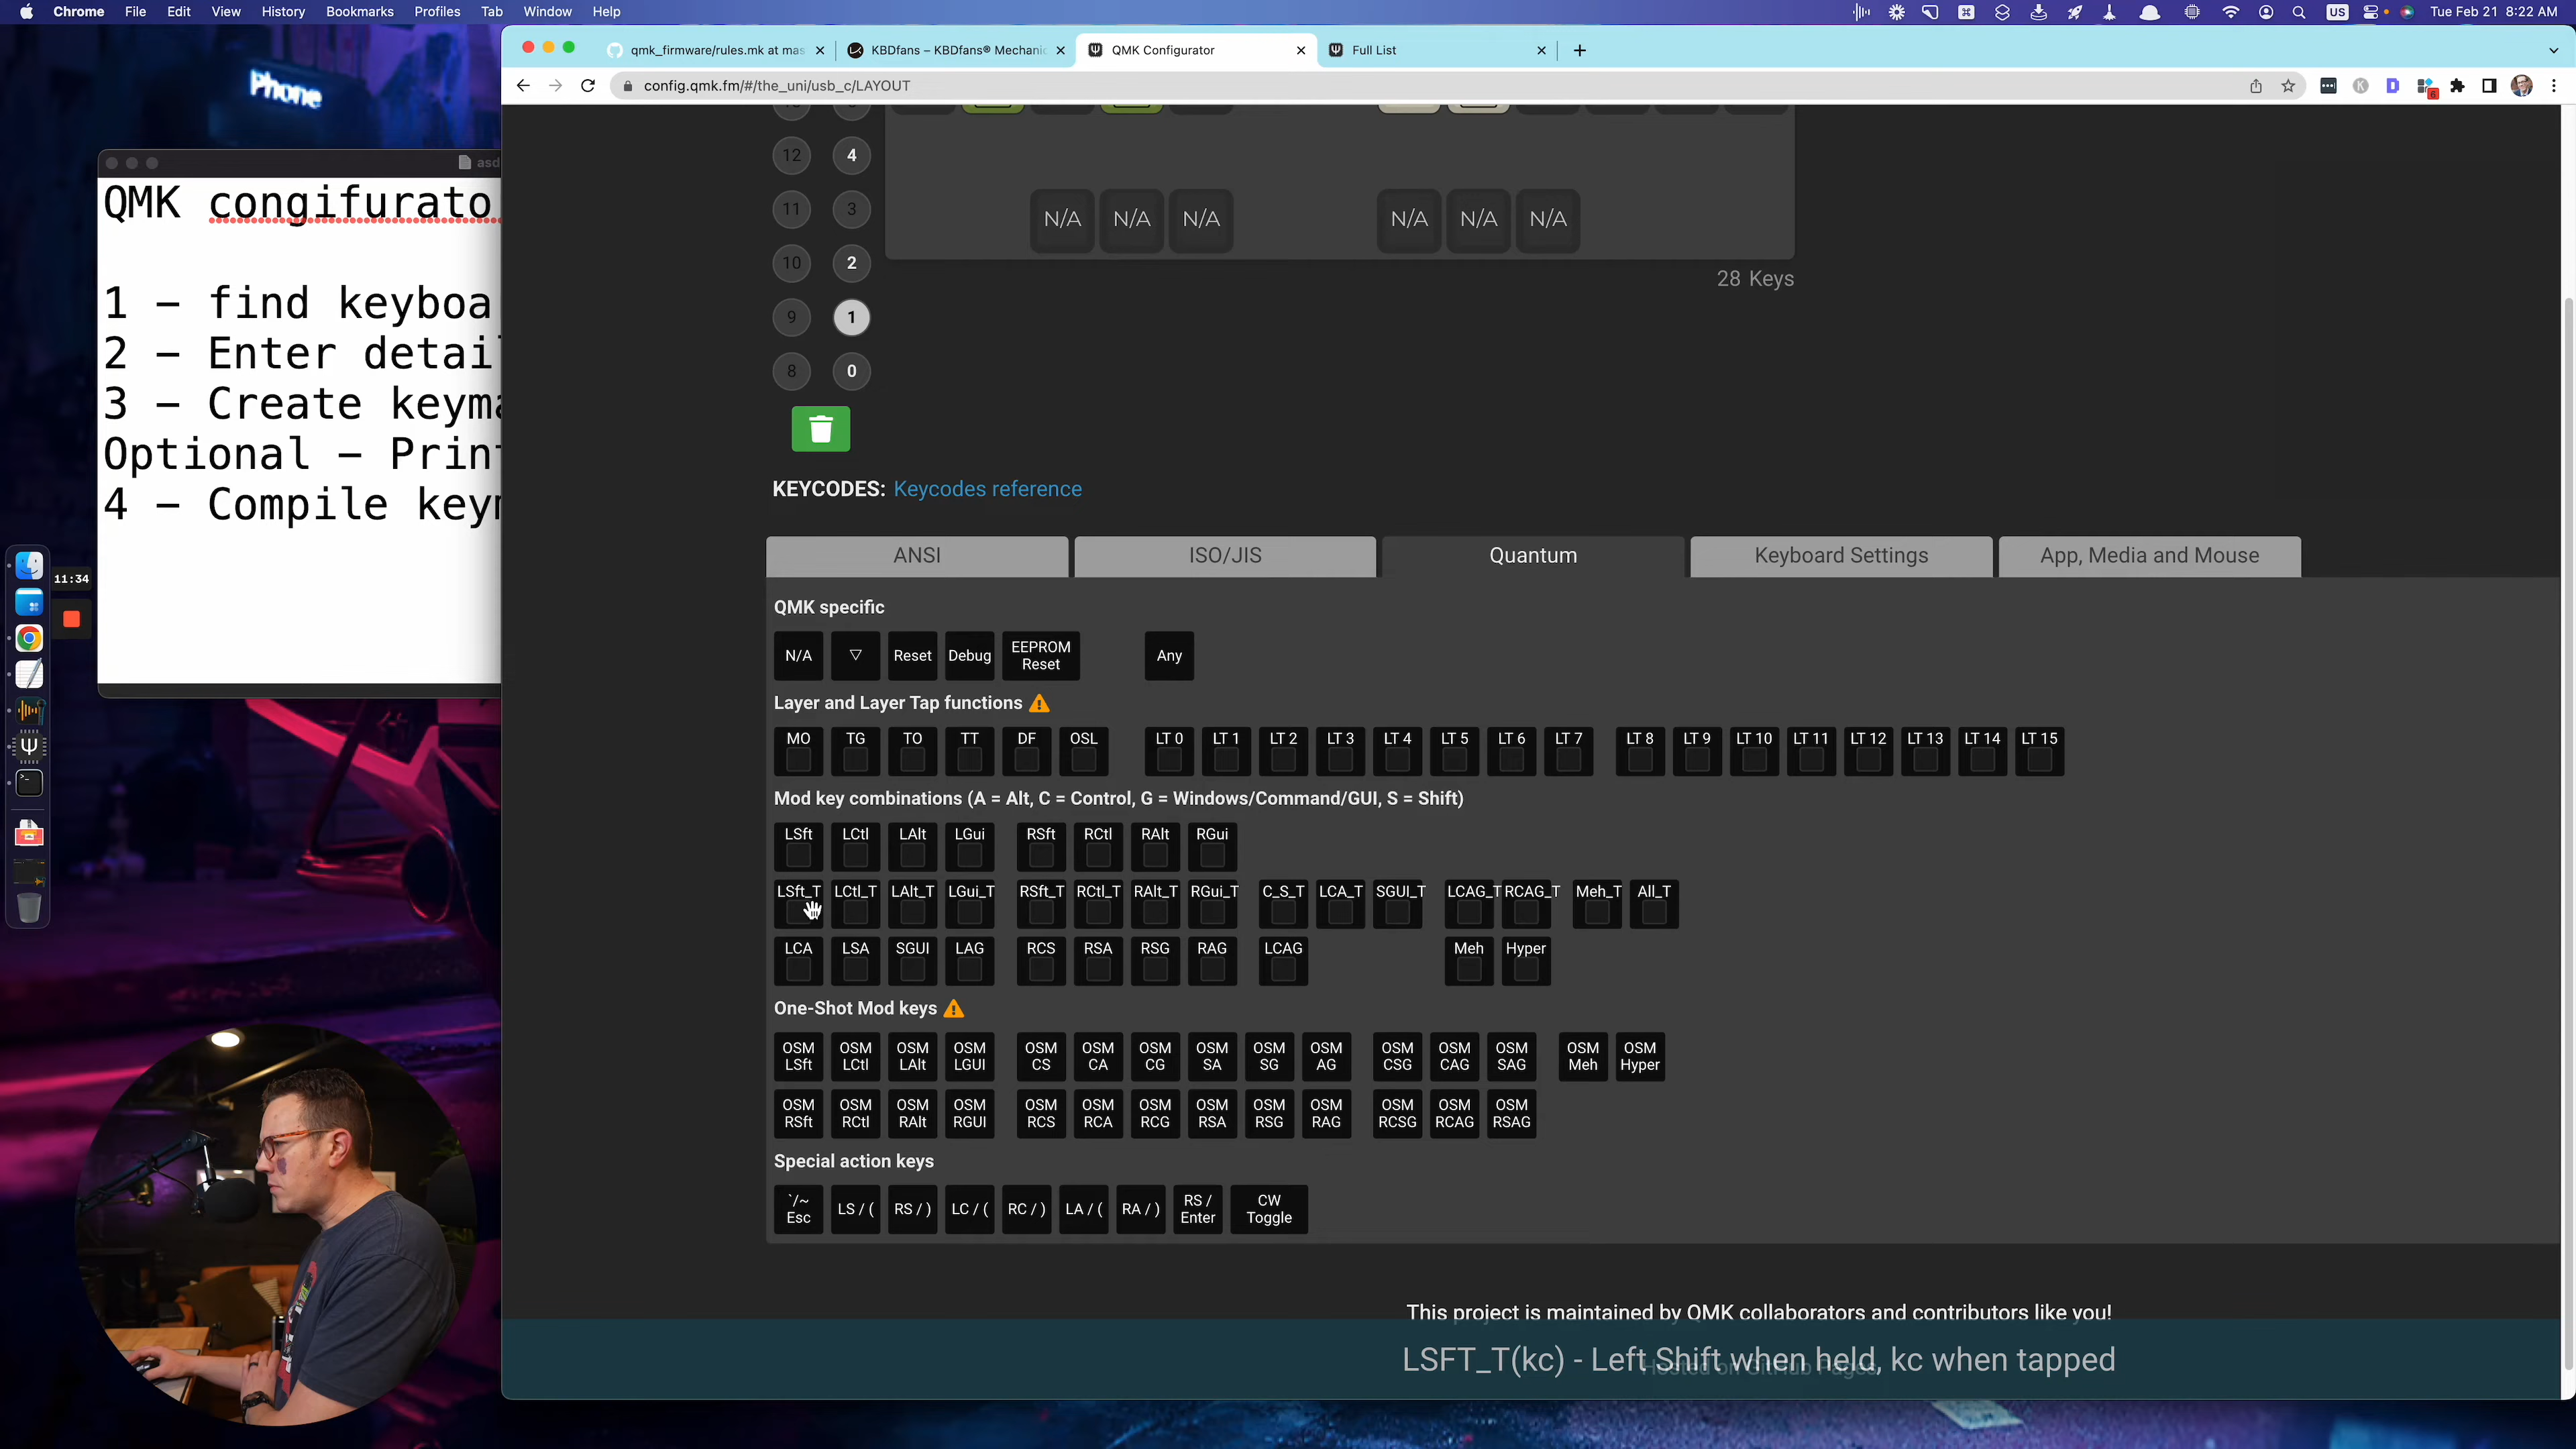 Chrome File Edit View History Bookmarks Profiles Tab Window Help
US
Tue Feb 21 8:22 AM
Phone
qmk_firmware/rules.mk at mas
KBDfans – KBDfans® Mechanic
QMK Configurator
Full List
config.qmk.fm/#/the_uni/usb_c/LAYOUT
6
asd
QMK congifurato
1 – find keyboa
2 – Enter detail
3 – Create keyma
Optional – Print
4 – Compile keym
11:34
12 4
11 3
10 2
9 1
8 0
N/A N/A N/A N/A N/A N/A
28 Keys
KEYCODES: Keycodes reference
ANSI ISO/JIS Quantum Keyboard Settings App, Media and Mouse
QMK specific
N/A ▽ Reset Debug EEPROM Reset Any
Layer and Layer Tap functions
MO TG TO TT DF OSL LT 0 LT 1 LT 2 LT 3 LT 4 LT 5 LT 6 LT 7 LT 8 LT 9 LT 10 LT 11 LT 12 LT 13 LT 14 LT 15
Mod key combinations (A = Alt, C = Control, G = Windows/Command/GUI, S = Shift)
LSft LCtl LAlt LGui RSft RCtl RAlt RGui
LSft_T LCtl_T LAlt_T LGui_T RSft_T RCtl_T RAlt_T RGui_T C_S_T LCA_T SGUI_T LCAG_T RCAG_T Meh_T All_T
LCA LSA SGUI LAG RCS RSA RSG RAG LCAG Meh Hyper
One-Shot Mod keys
OSM LSft OSM LCtl OSM LAlt OSM LGUI OSM CS OSM CA OSM CG OSM SA OSM SG OSM AG OSM CSG OSM CAG OSM SAG OSM Meh OSM Hyper
OSM RSft OSM RCtl OSM RAlt OSM RGUI OSM RCS OSM RCA OSM RCG OSM RSA OSM RSG OSM RAG OSM RCSG OSM RCAG OSM RSAG
Special action keys
`/~ Esc LS / ( RS / ) LC / ( RC / ) LA / ( RA / ) RS / Enter CW Toggle
This project is maintained by QMK collaborators and contributors like you!
Hosted on GitHub Pages
LSFT_T(kc) - Left Shift when held, kc when tapped